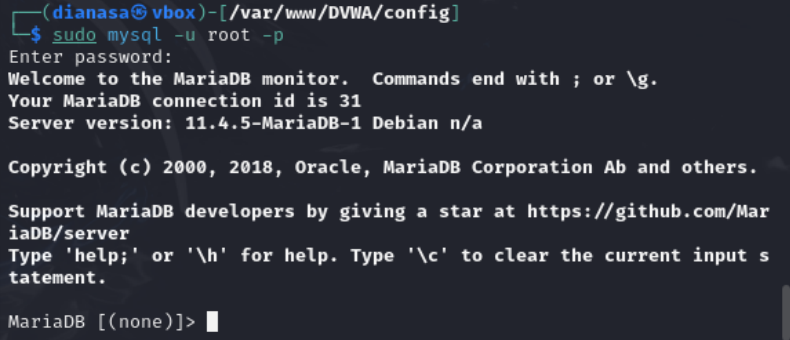 ┌──(dianasa㉿vbox)-[/var/www/DVWA/config]
└─$ sudo mysql -u root -p
Enter password:
Welcome to the MariaDB monitor.  Commands end with ; or \g.
Your MariaDB connection id is 31
Server version: 11.4.5-MariaDB-1 Debian n/a
Copyright (c) 2000, 2018, Oracle, MariaDB Corporation Ab and others.
Support MariaDB developers by giving a star at https://github.com/Mar
iaDB/server
Type 'help;' or '\h' for help. Type '\c' to clear the current input s
tatement.
MariaDB [(none)]>